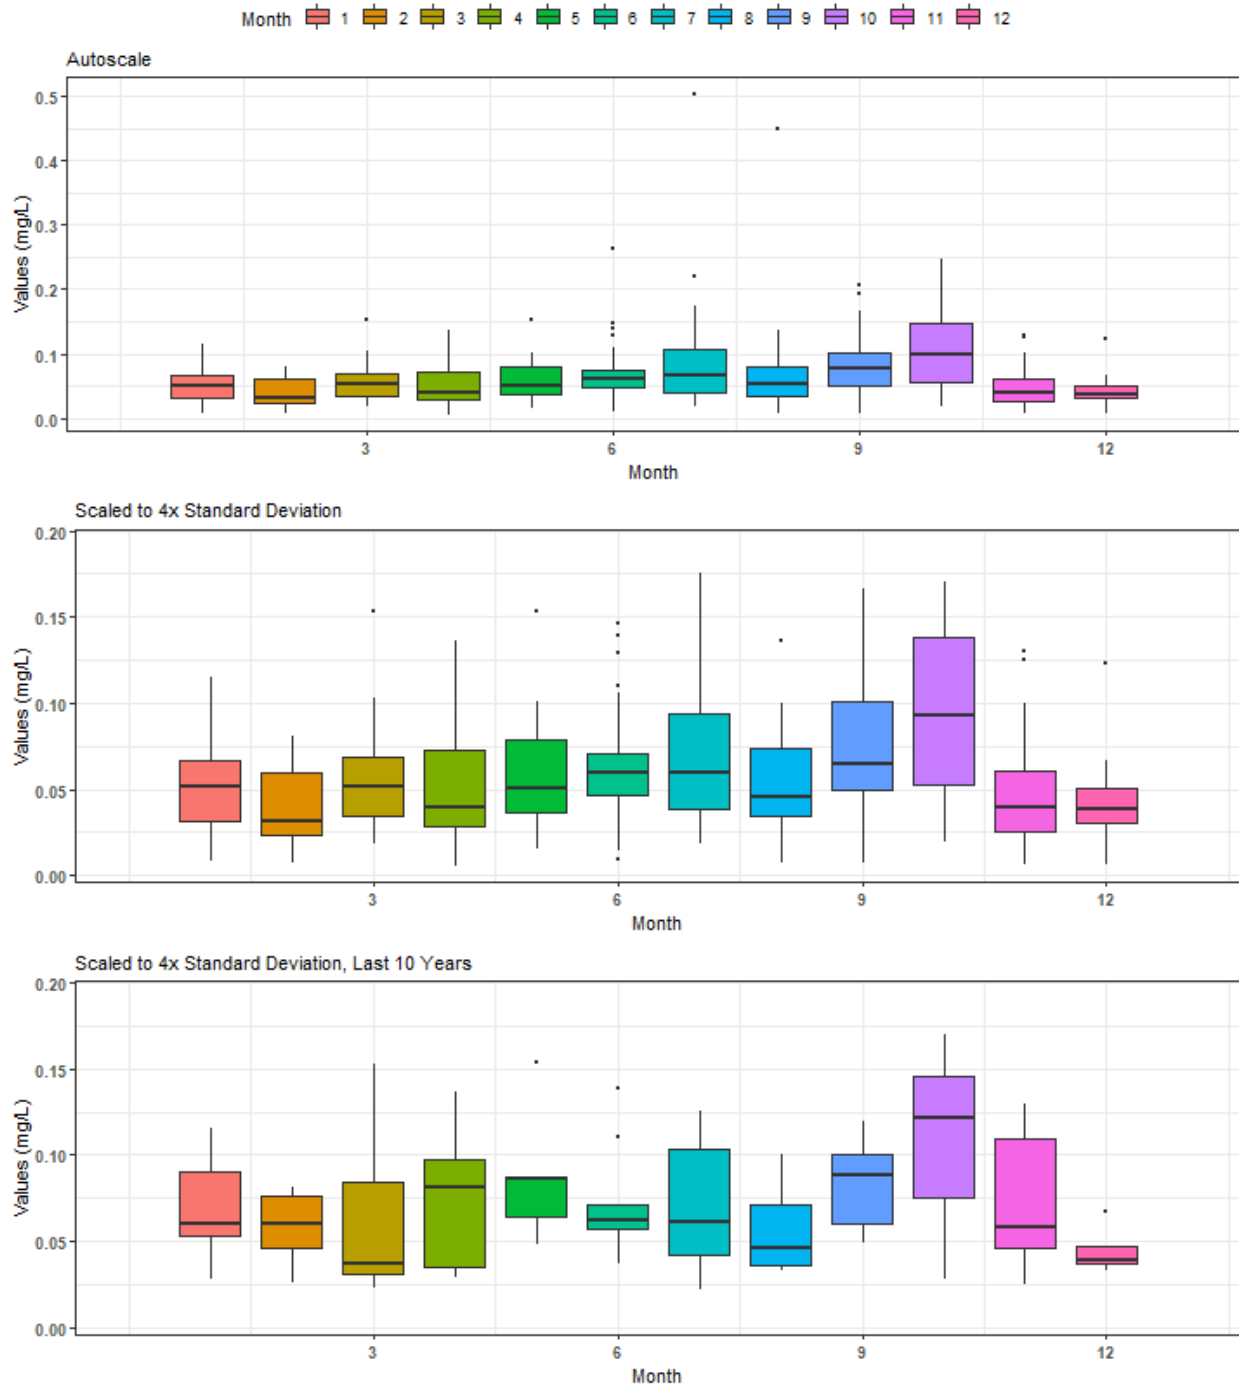 Month 1 2 3 4 5 6 7 8 9 10 11 12
Autoscale
Values (mg/L)
0.5
0.4
0.3
0.2
0.1
0.0
3 6 9 12
Month
Scaled to 4x Standard Deviation
Values (mg/L)
0.20
0.15
0.10
0.05
0.00
3 6 9 12
Month
Scaled to 4x Standard Deviation, Last 10 Years
Values (mg/L)
0.20
0.15
0.10
0.05
0.00
3 6 9 12
Month